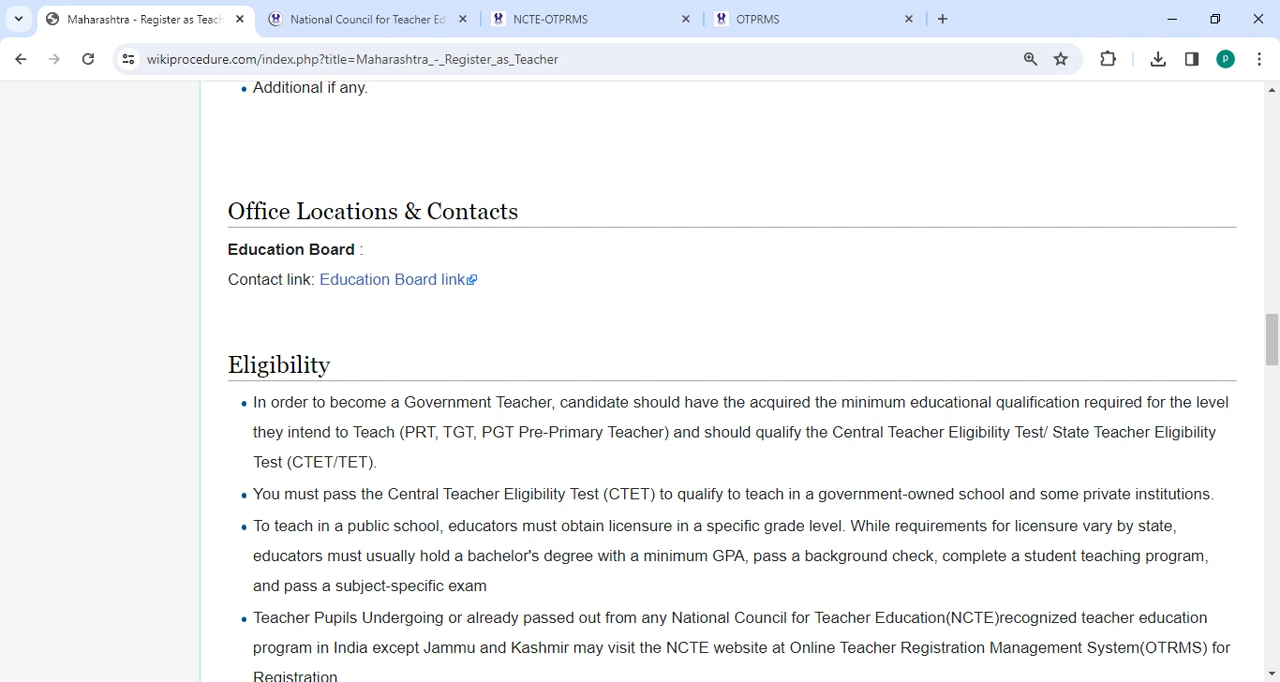 Maharashtra - Register as Teach
National Council for Teacher Ed
NCTE-OTPRMS
OTPRMS
wikiprocedure.com/index.php?title=Maharashtra_-_Register_as_Teacher
P
Additional if any.
Office Locations & Contacts
Education Board :
Contact link: Education Board link
Eligibility
In order to become a Government Teacher, candidate should have the acquired the minimum educational qualification required for the level
they intend to Teach (PRT, TGT, PGT Pre-Primary Teacher) and should qualify the Central Teacher Eligibility Test/ State Teacher Eligibility
Test (CTET/TET).
You must pass the Central Teacher Eligibility Test (CTET) to qualify to teach in a government-owned school and some private institutions.
To teach in a public school, educators must obtain licensure in a specific grade level. While requirements for licensure vary by state,
educators must usually hold a bachelor's degree with a minimum GPA, pass a background check, complete a student teaching program,
and pass a subject-specific exam
Teacher Pupils Undergoing or already passed out from any National Council for Teacher Education(NCTE)recognized teacher education
program in India except Jammu and Kashmir may visit the NCTE website at Online Teacher Registration Management System(OTRMS) for
Registration